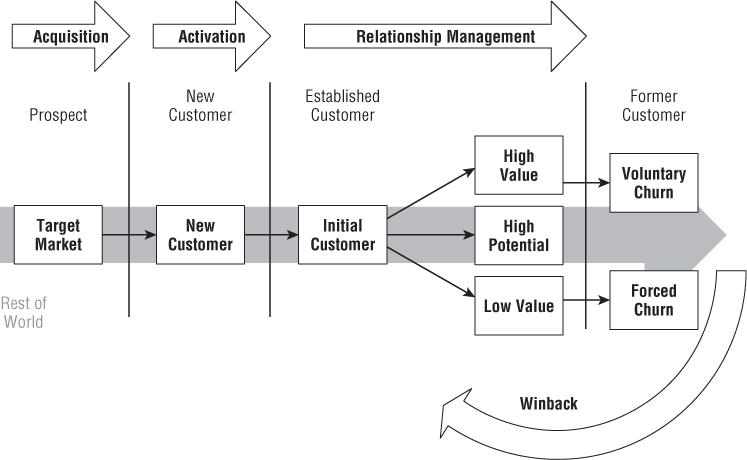 Acquisition
Activation
Relationship Management
Prospect
New
Customer
Established
Customer
Former
Customer
Target
Market
New
Customer
Initial
Customer
High
Value
High
Potential
Low Value
Voluntary
Churn
Forced
Churn
Rest of
World
Winback